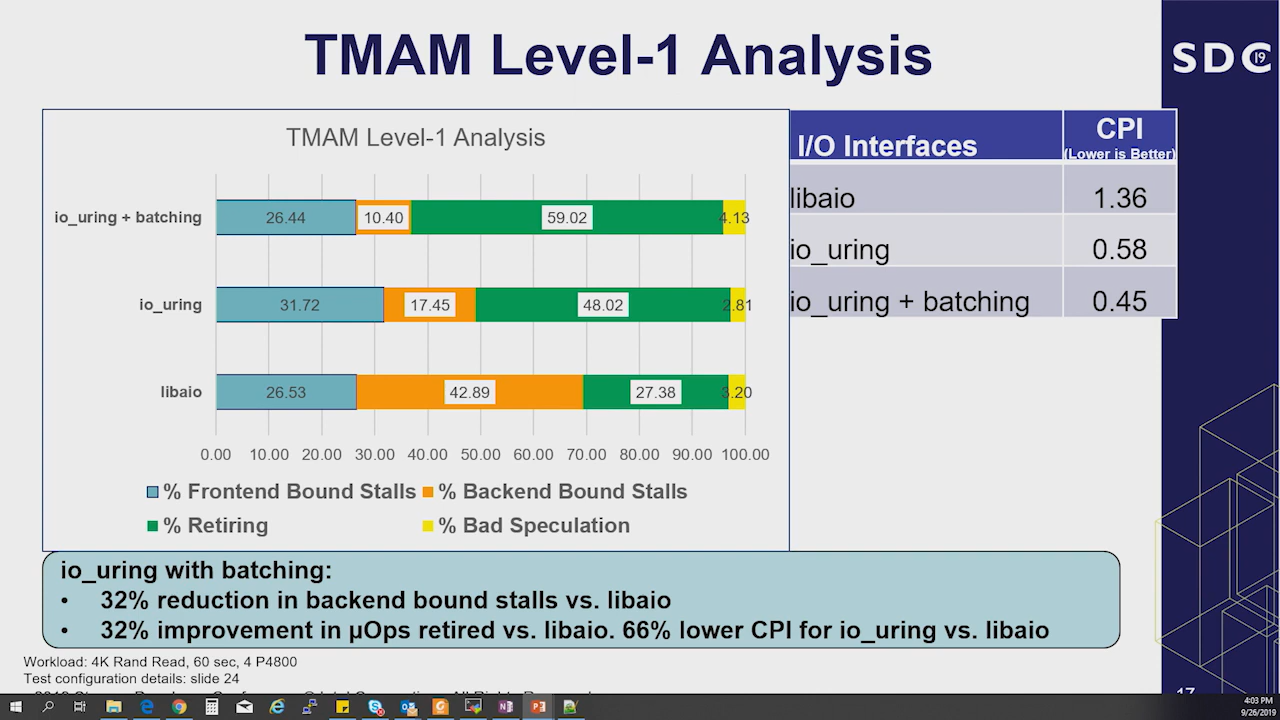 TMAM Level-1 Analysis
SDC 19
TMAM Level-1 Analysis
io_uring + batching 26.44 10.40 59.02 4.13
io_uring 31.72 17.45 48.02 2.81
libaio 26.53 42.89 27.38 3.20
0.00 10.00 20.00 30.00 40.00 50.00 60.00 70.00 80.00 90.00 100.00
% Frontend Bound Stalls % Backend Bound Stalls
% Retiring % Bad Speculation
I/O Interfaces CPI
(Lower is Better)
libaio 1.36
io_uring 0.58
io_uring + batching 0.45
io_uring with batching:
• 32% reduction in backend bound stalls vs. libaio
• 32% improvement in µOps retired vs. libaio. 66% lower CPI for io_uring vs. libaio
Workload: 4K Rand Read, 60 sec, 4 P4800
Test configuration details: slide 24
17
4:03 PM
9/26/2019